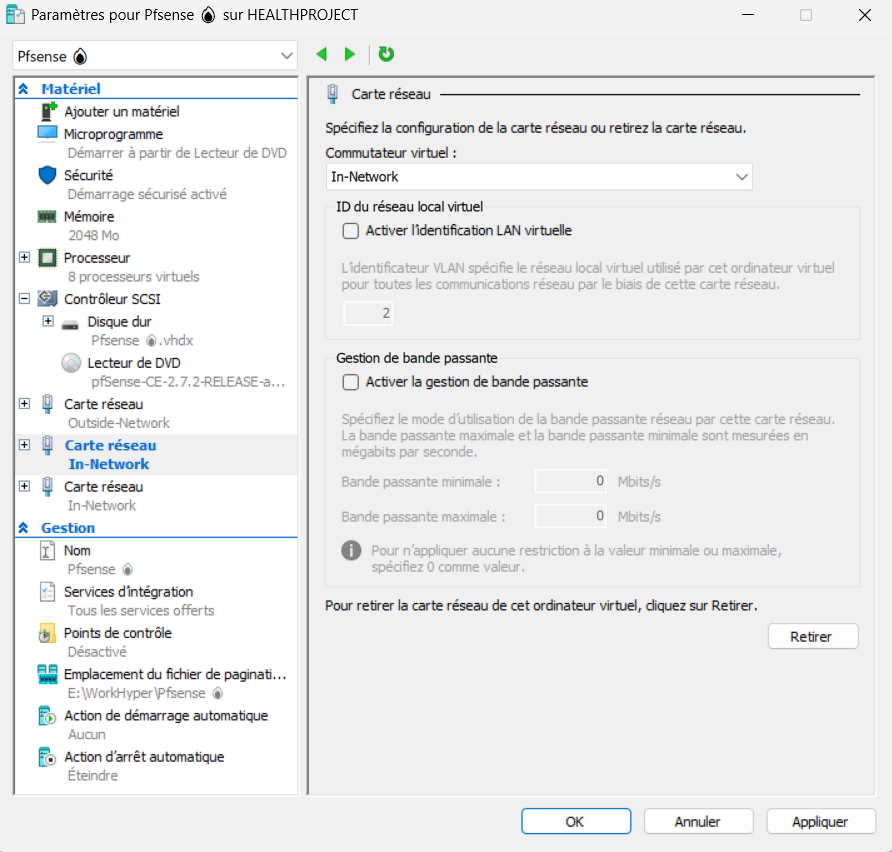 Paramètres pour Pfsense sur HEALTHPROJECT
Pfsense
Matériel
Ajouter un matériel
Microprogramme
Démarrer à partir de Lecteur de DVD
Sécurité
Démarrage sécurisé activé
Mémoire
2048 Mo
Processeur
8 processeurs virtuels
Contrôleur SCSI
Disque dur
Pfsense .vhdx
Lecteur de DVD
pfSense-CE-2.7.2-RELEASE-a...
Carte réseau
Outside-Network
Carte réseau
In-Network
Carte réseau
In-Network
Gestion
Nom
Pfsense
Services d'intégration
Tous les services offerts
Points de contrôle
Désactivé
Emplacement du fichier de paginati...
E:\WorkHyper\Pfsense
Action de démarrage automatique
Aucun
Action d'arrêt automatique
Éteindre
Carte réseau
Spécifiez la configuration de la carte réseau ou retirez la carte réseau.
Commutateur virtuel :
In-Network
ID du réseau local virtuel
Activer l'identification LAN virtuelle
L'identificateur VLAN spécifie le réseau local virtuel utilisé par cet ordinateur virtuel
pour toutes les communications réseau par le biais de cette carte réseau.
2
Gestion de bande passante
Activer la gestion de bande passante
Spécifiez le mode d'utilisation de la bande passante réseau par cette carte réseau.
La bande passante maximale et la bande passante minimale sont mesurées en
mégabits par seconde.
Bande passante minimale : 0 Mbits/s
Bande passante maximale : 0 Mbits/s
Pour n'appliquer aucune restriction à la valeur minimale ou maximale,
spécifiez 0 comme valeur.
Pour retirer la carte réseau de cet ordinateur virtuel, cliquez sur Retirer.
Retirer
OK Annuler Appliquer